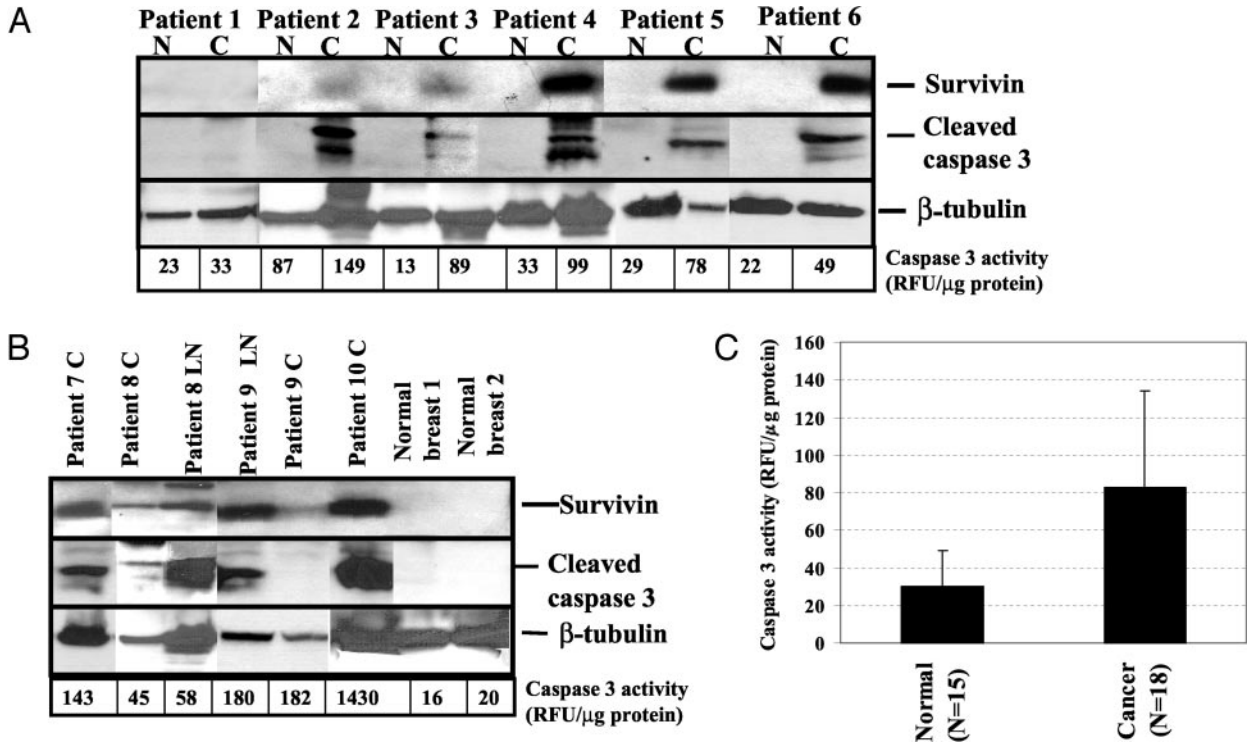 A
Patient 1 Patient 2 Patient 3 Patient 4 Patient 5 Patient 6
N C N C N C N C N C N C
Survivin
Cleaved
caspase 3
β-tubulin
23 33 87 149 13 89 33 99 29 78 22 49
Caspase 3 activity
(RFU/μg protein)
B
Patient 7 C
Patient 8 C
Patient 8 LN
Patient 9 LN
Patient 9 C
Patient 10 C
Normal
breast 1
Normal
breast 2
Survivin
Cleaved
caspase 3
β-tubulin
143 45 58 180 182 1430 16 20
Caspase 3 activity
(RFU/μg protein)
C
Caspase 3 activity (RFU/μg protein)
160
140
120
100
80
60
40
20
0
Normal
(N=15)
Cancer
(N=18)